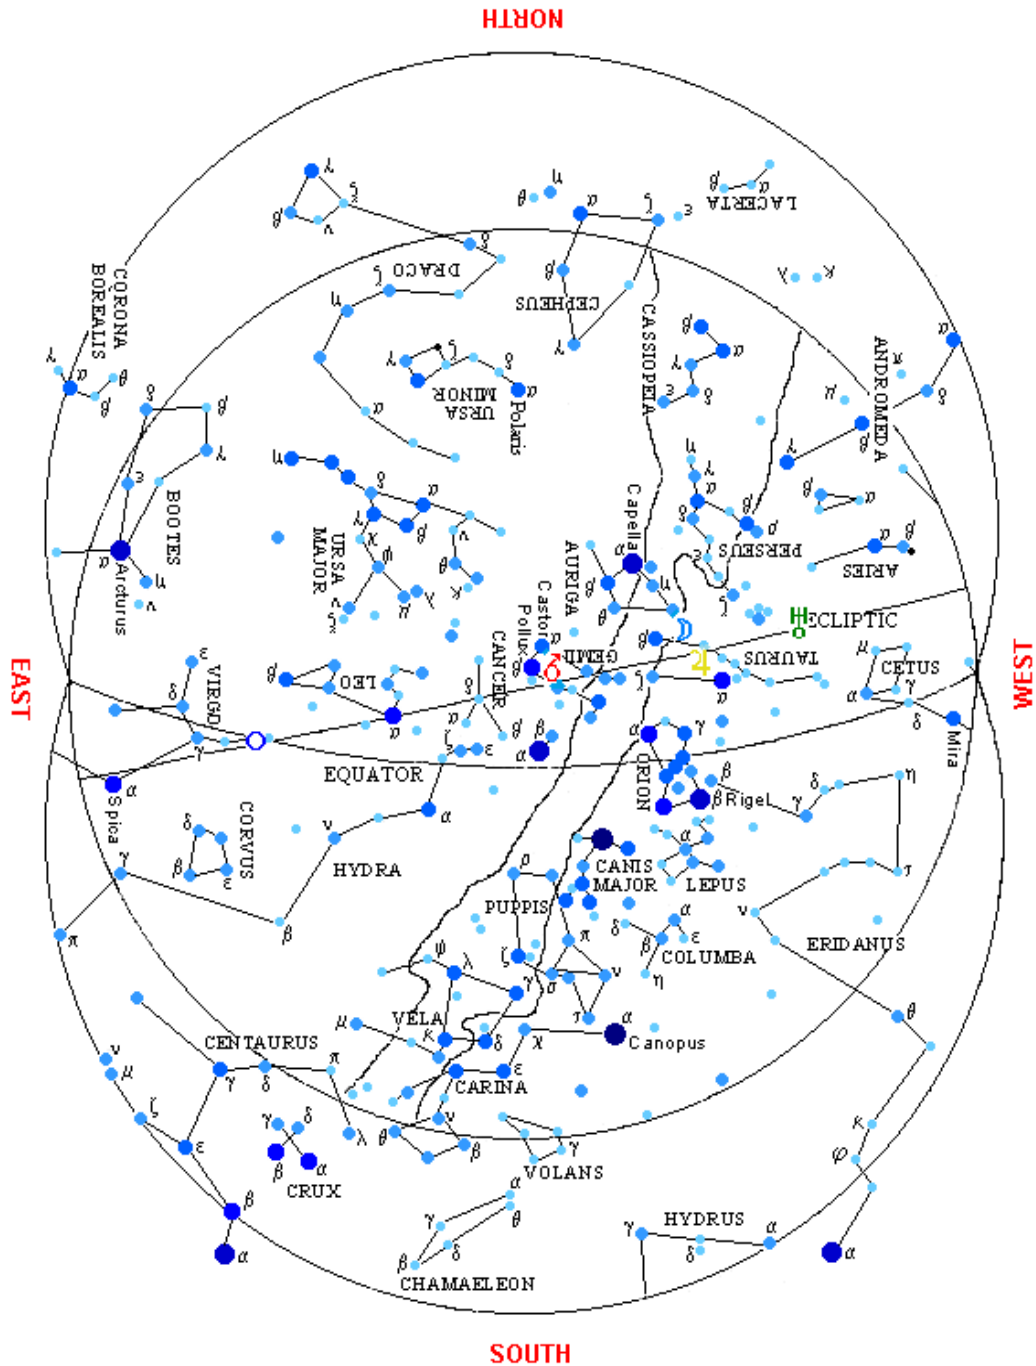 NORTH
η
θ
α
ζ
ε
β
α
LACERTA
γ
ξ
β
ν
δ
DRACO
ζ
η
β
CEPHEUS
γ
λ
κ
CORONA
BOREALIS
γ
α
θ
β
δ
β
γ
ε
BOOTES
ζ
δ
α
Polaris
γ
URSA
MINOR
α
CASSIOPEIA
β
α
γ
ε
δ
α
π
ANDROMEDA
μ
δ
β
γ
η
δ
α
γ
β
URSA
MAJOR
χ
ψ
ν
ξ
μ
λ
ν
θ
κ
Capella
α
AURIGA
β
η
θ
η
γ
α
δ
β
ρ
ε
ξ
PERSEUS
α
β
ARIES
α
Arcturus
η
υ
ECLIPTIC
Castor
Pollux
α
β
GEMI
β
TAURUS
ζ
α
EAST
WEST
ε
δ
VIRGO
γ
α
Spica
β
LEO
α
CANCER
δ
α
β
μ
CETUS
α
γ
δ
Mira
EQUATOR
ζ
ε
β
α
α
γ
ORION
β
β Rigel
γ
δ
η
τ
CORVUS
δ
β
ε
γ
π
α
ν
HYDRA
β
CANIS
MAJOR
α
LEPUS
ρ
PUPPIS
π
ζ
σ
ν
τ
δ
α
β
ε
COLUMBA
η
υ
ERIDANUS
θ
ψ
λ
γ
VELA
μ
κ
δ
χ
α
Canopus
ε
CARINA
CENTAURUS
π
γ
δ
ν
μ
ζ
ε
γ
δ
β
α
CRUX
λ
θ
υ
β
γ
VOLANS
κ
φ
β
α
α
θ
γ
δ
β
CHAMAELEON
γ
HYDRUS
α
δ
α
SOUTH